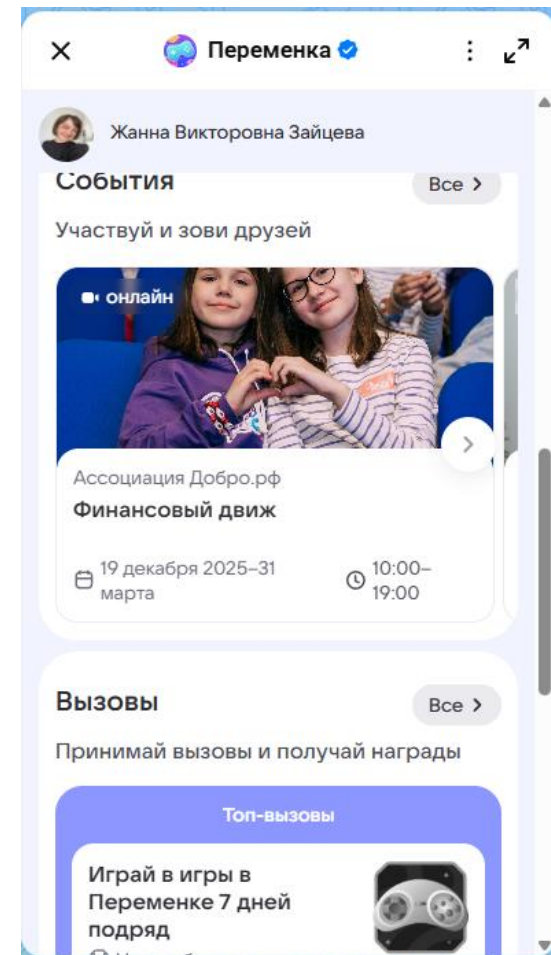 Переменка
Жанна Викторовна Зайцева
События
Все
Участвуй и зови друзей
онлайн
Ассоциация Добро.рф
Финансовый движ
19 декабря 2025–31
марта
10:00–
19:00
Вызовы
Все
Принимай вызовы и получай награды
Топ-вызовы
Играй в игры в
Переменке 7 дней
подряд